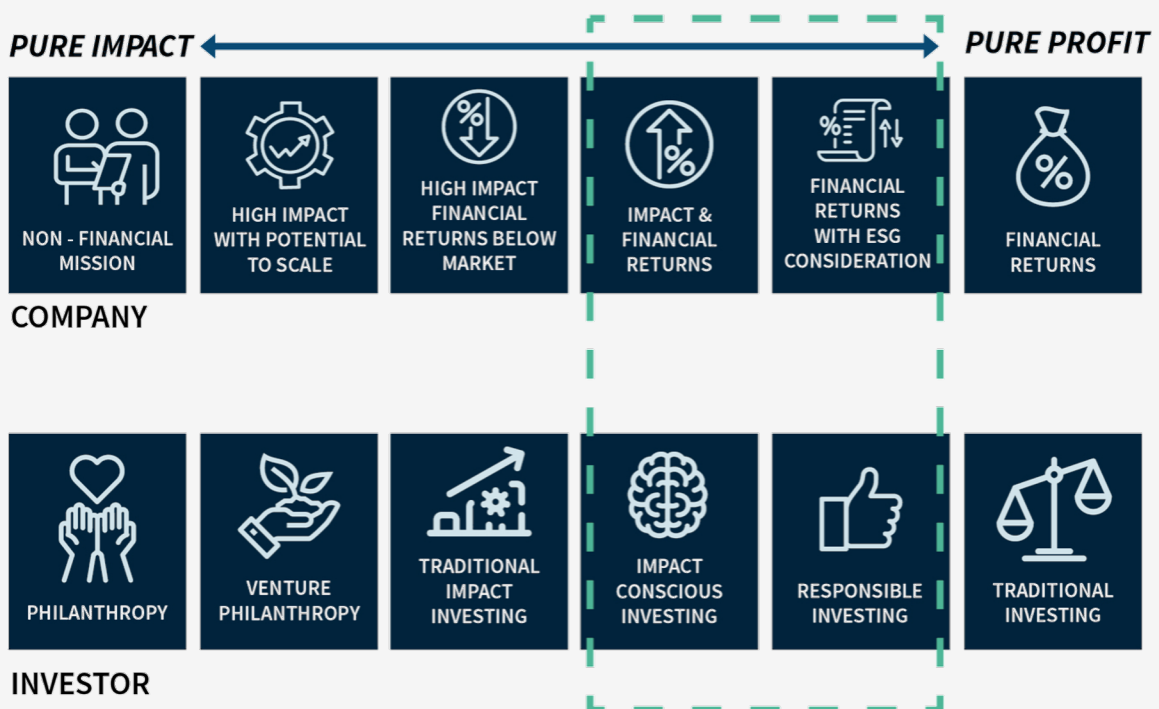 PURE IMPACT
PURE PROFIT
NON - FINANCIAL
MISSION
HIGH IMPACT
WITH POTENTIAL
TO SCALE
%
HIGH IMPACT
FINANCIAL
RETURNS BELOW
MARKET
%
IMPACT &
FINANCIAL
RETURNS
%
FINANCIAL
RETURNS
WITH ESG
CONSIDERATION
%
FINANCIAL
RETURNS
COMPANY
PHILANTHROPY
VENTURE
PHILANTHROPY
TRADITIONAL
IMPACT
INVESTING
IMPACT
CONSCIOUS
INVESTING
RESPONSIBLE
INVESTING
TRADITIONAL
INVESTING
INVESTOR